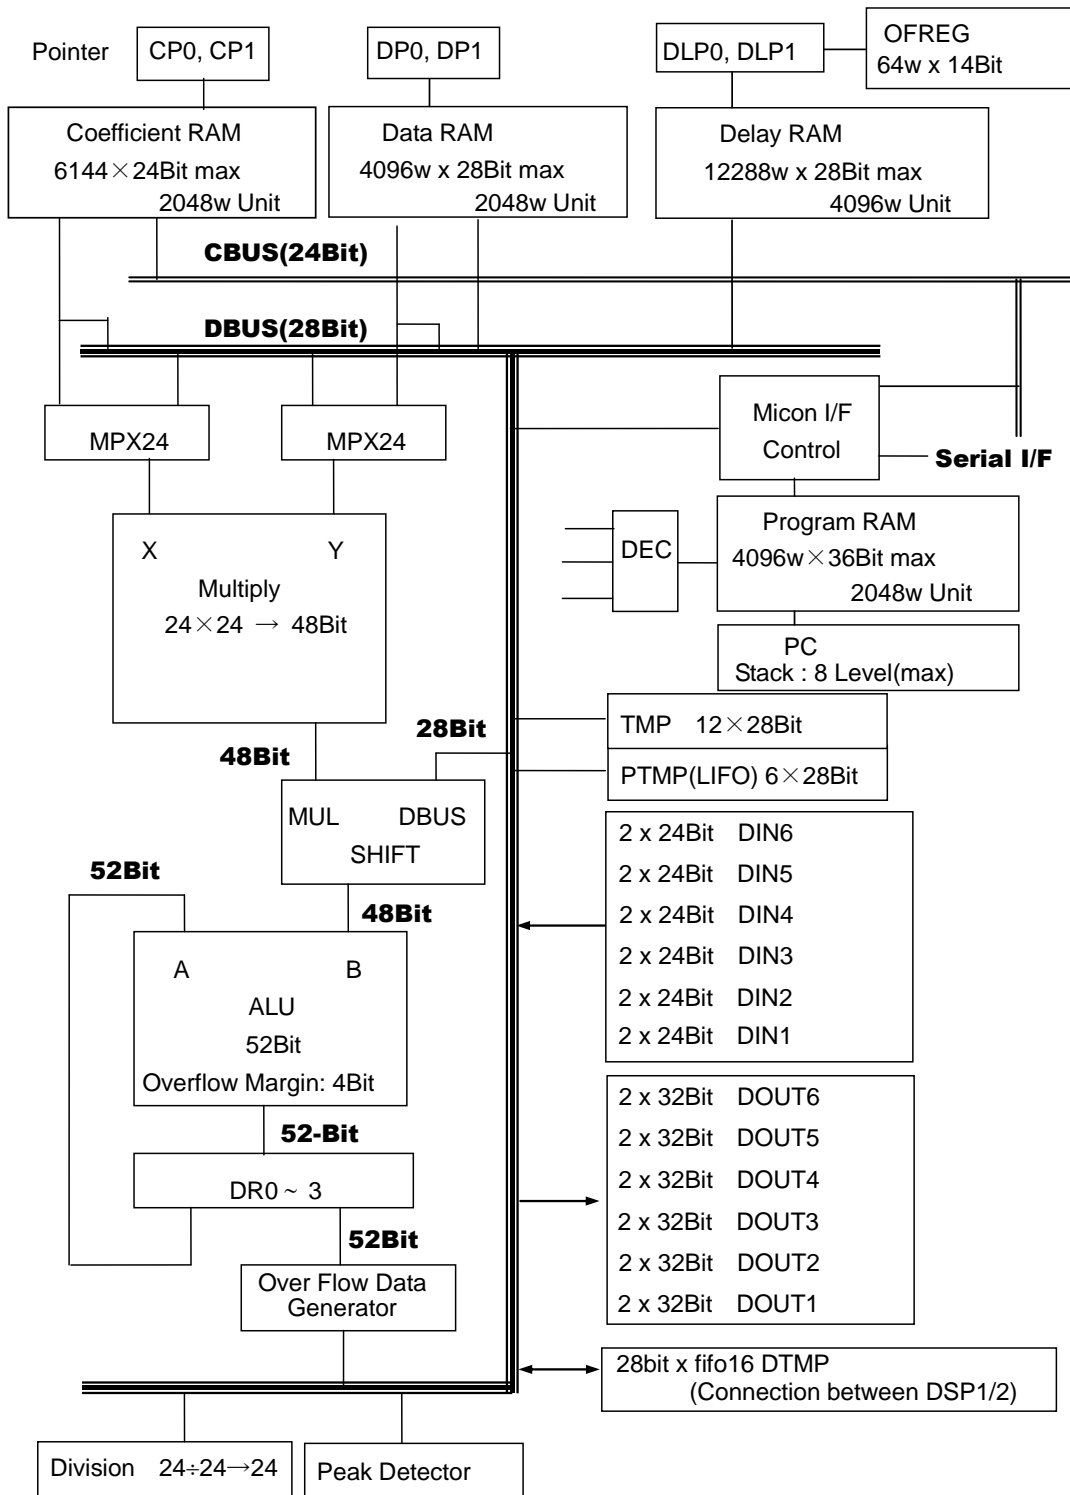 Pointer
CP0, CP1
DP0, DP1
DLP0, DLP1
OFREG
64w x 14Bit
Coefficient RAM
6144×24Bit max
2048w Unit
Data RAM
4096w x 28Bit max
2048w Unit
Delay RAM
12288w x 28Bit max
4096w Unit
CBUS(24Bit)
DBUS(28Bit)
MPX24
MPX24
Micon I/F
Control
Serial I/F
X
Y
Multiply
24×24 → 48Bit
DEC
Program RAM
4096w×36Bit max
2048w Unit
PC
Stack : 8 Level(max)
48Bit
28Bit
TMP 12×28Bit
PTMP(LIFO) 6×28Bit
MUL DBUS
SHIFT
52Bit
48Bit
A
B
ALU
52Bit
Overflow Margin: 4Bit
2 x 24Bit DIN6
2 x 24Bit DIN5
2 x 24Bit DIN4
2 x 24Bit DIN3
2 x 24Bit DIN2
2 x 24Bit DIN1
52-Bit
DR0 ~ 3
52Bit
Over Flow Data
Generator
2 x 32Bit DOUT6
2 x 32Bit DOUT5
2 x 32Bit DOUT4
2 x 32Bit DOUT3
2 x 32Bit DOUT2
2 x 32Bit DOUT1
28bit x fifo16 DTMP
(Connection between DSP1/2)
Division 24÷24→24
Peak Detector